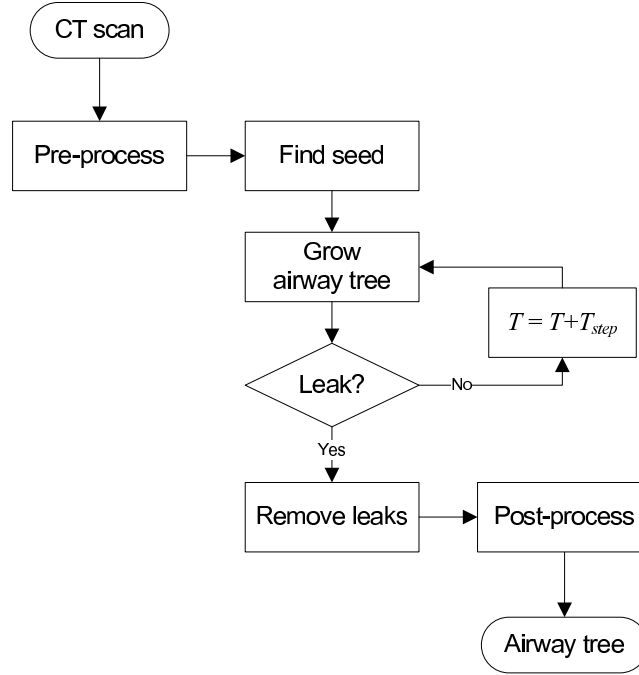 CT scan
Pre-process
Find seed
Grow
airway tree
T = T+Tstep
Leak?
No
Yes
Remove leaks
Post-process
Airway tree